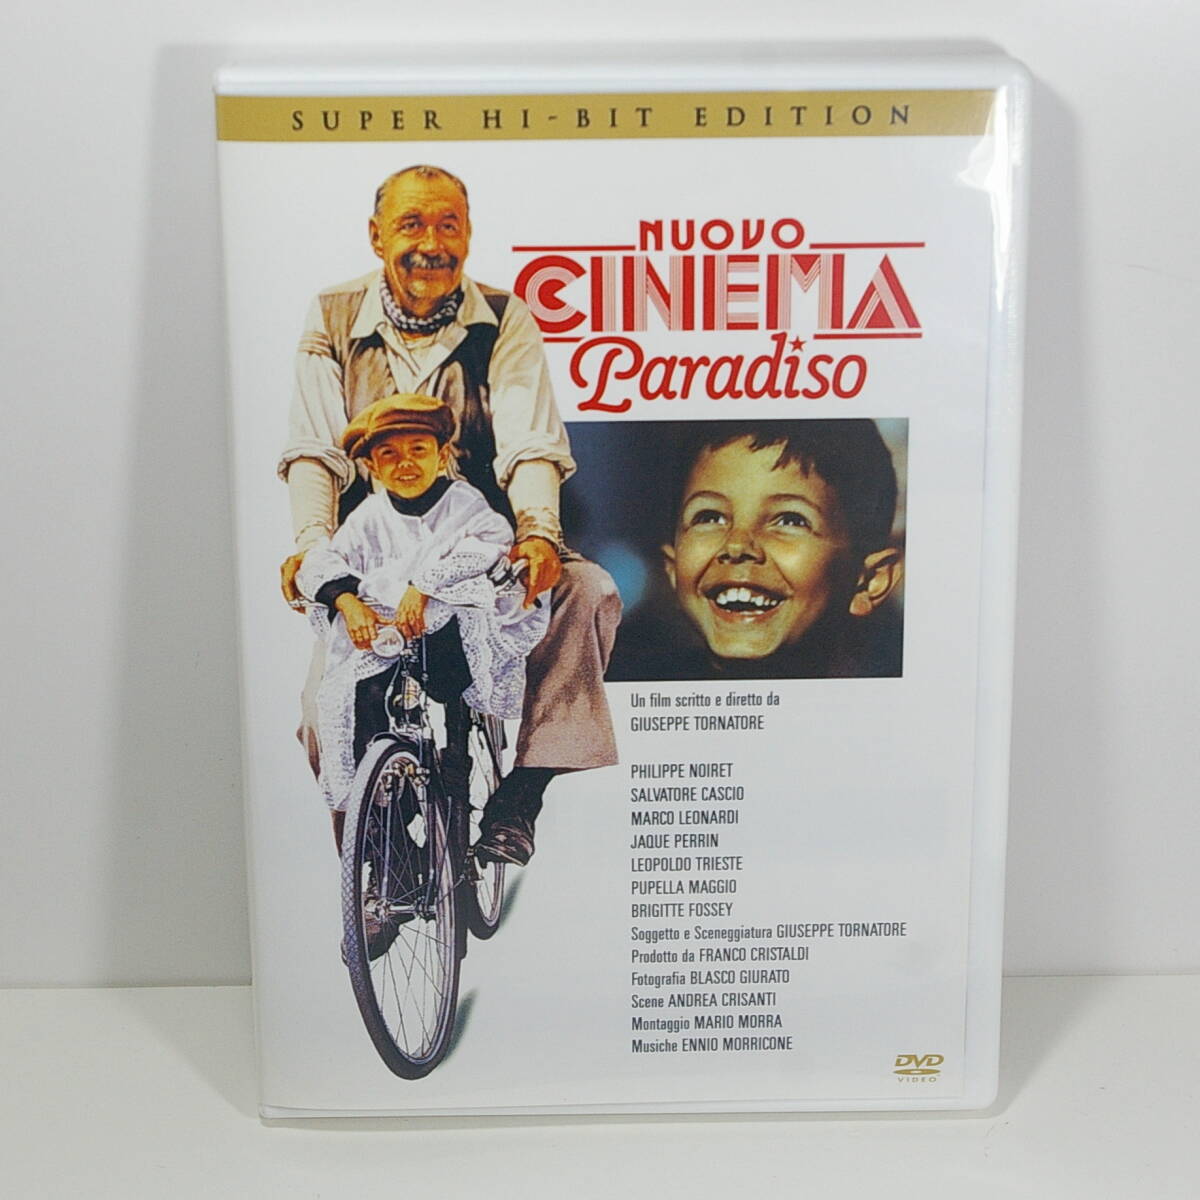 SUPER HI-BIT EDITION
NUOVO
CINEMA
Paradiso
Un film scritto e diretto da
GIUSEPPE TORNATORE
PHILIPPE NOIRET
SALVATORE CASCIO
MARCO LEONARDI
JAQUE PERRIN
LEOPOLDO TRIESTE
PUPELLA MAGGIO
BRIGITTE FOSSEY
Soggetto e Sceneggiatura GIUSEPPE TORNATORE
Prodotto da FRANCO CRISTALDI
Fotografia BLASCO GIURATO
Scene ANDREA CRISANTI
Montaggio MARIO MORRA
Musiche ENNIO MORRICONE
DVD
VIDEO